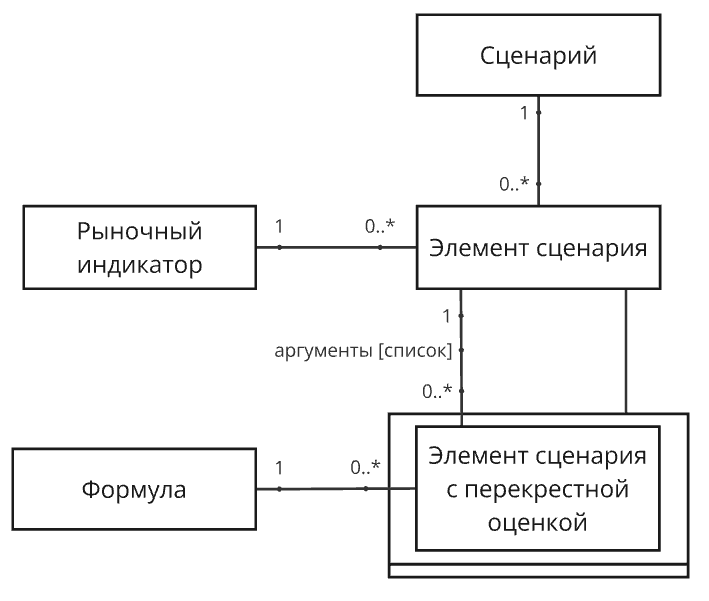 Сценарий
1
0..*
Рыночный
индикатор
1
0..*
Элемент сценария
1
аргументы [список]
0..*
Формула
1
0..*
Элемент сценария
с перекрестной
оценкой